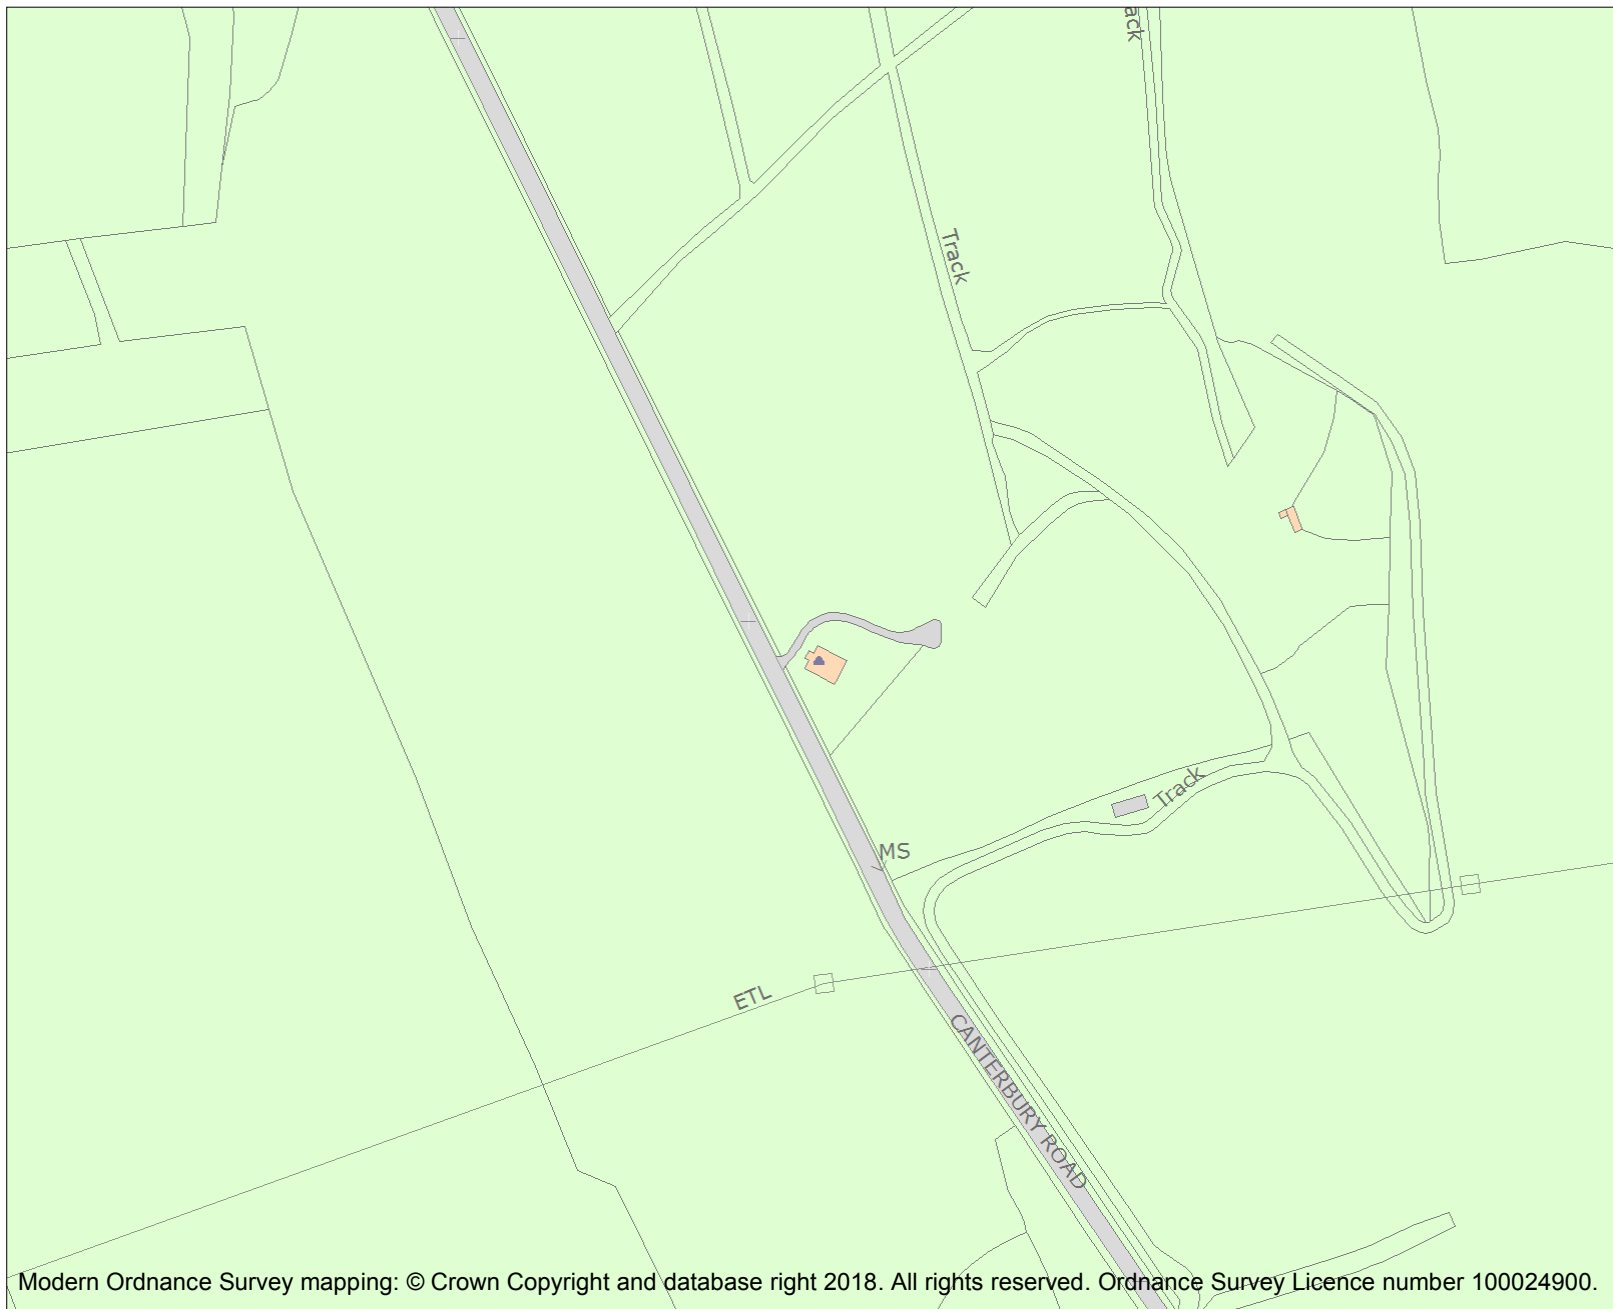 ack
Track
Track
MS
ETL
CANTERBURY ROAD
Modern Ordnance Survey mapping: © Crown Copyright and database right 2018. All rights reserved. Ordnance Survey Licence number 100024900.